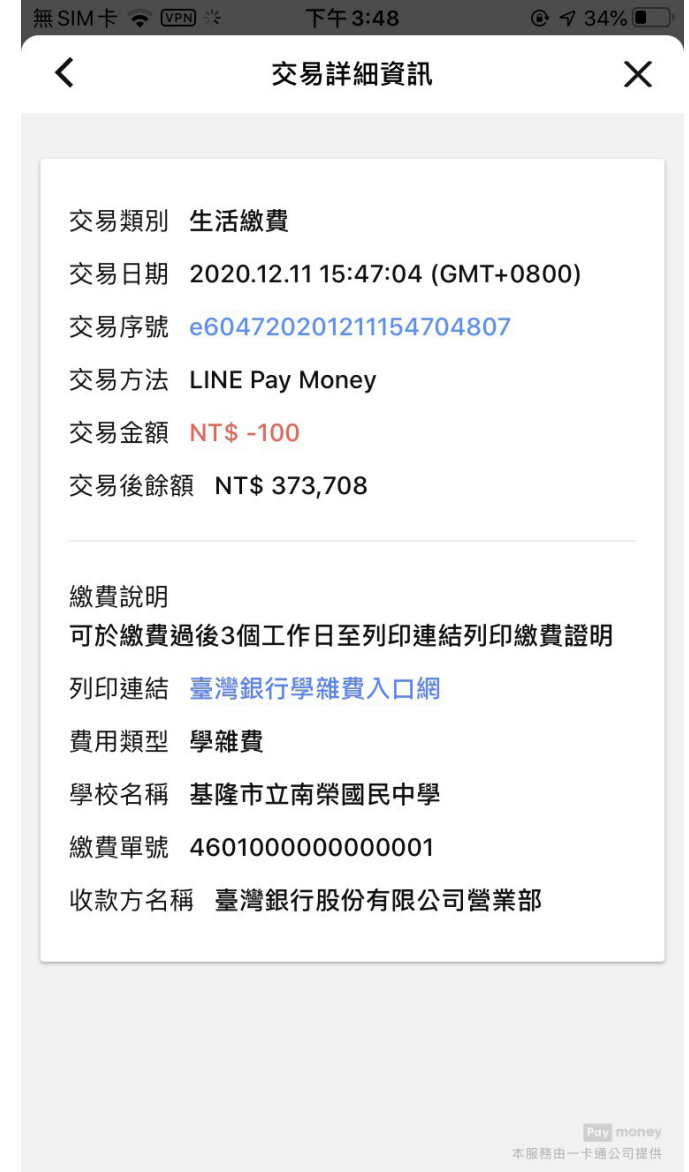 無 SIM 卡 VPN 下午 3:48 34%
交易詳細資訊
交易類別 生活繳費
交易日期 2020.12.11 15:47:04 (GMT+0800)
交易序號 e604720201211154704807
交易方法 LINE Pay Money
交易金額 NT$ -100
交易後餘額 NT$ 373,708
繳費說明
可於繳費過後3個工作日至列印連結列印繳費證明
列印連結 臺灣銀行學雜費入口網
費用類型 學雜費
學校名稱 基隆市立南榮國民中學
繳費單號 4601000000000001
收款方名稱 臺灣銀行股份有限公司營業部
Pay money
本服務由一卡通公司提供